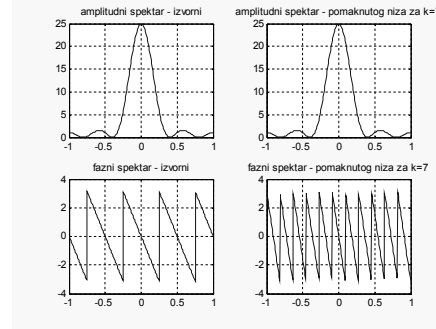 amplitudni spektar - izvorni
amplitudni spektar - pomaknutog niza za k=
25
20
15
10
5
0
-1 -0.5 0 0.5 1
25
20
15
10
5
0
-1 -0.5 0 0.5 1
fazni spektar - izvorni
fazni spektar - pomaknutog niza za k=7
4
2
0
-2
-4
-1 -0.5 0 0.5 1
4
2
0
-2
-4
-1 -0.5 0 0.5 1